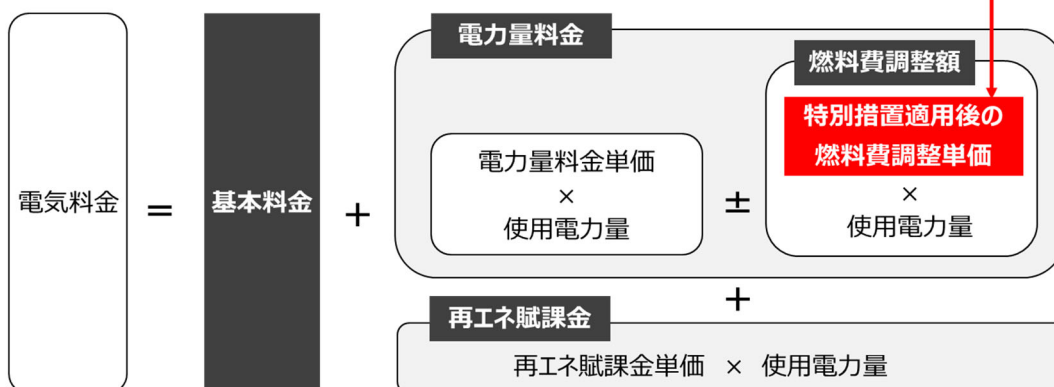 電気料金
＝
基本料金
＋
電力量料金
電力量料金単価
×
使用電力量
±
燃料費調整額
特別措置適用後の
燃料費調整単価
×
使用電力量
＋
再エネ賦課金
再エネ賦課金単価 × 使用電力量